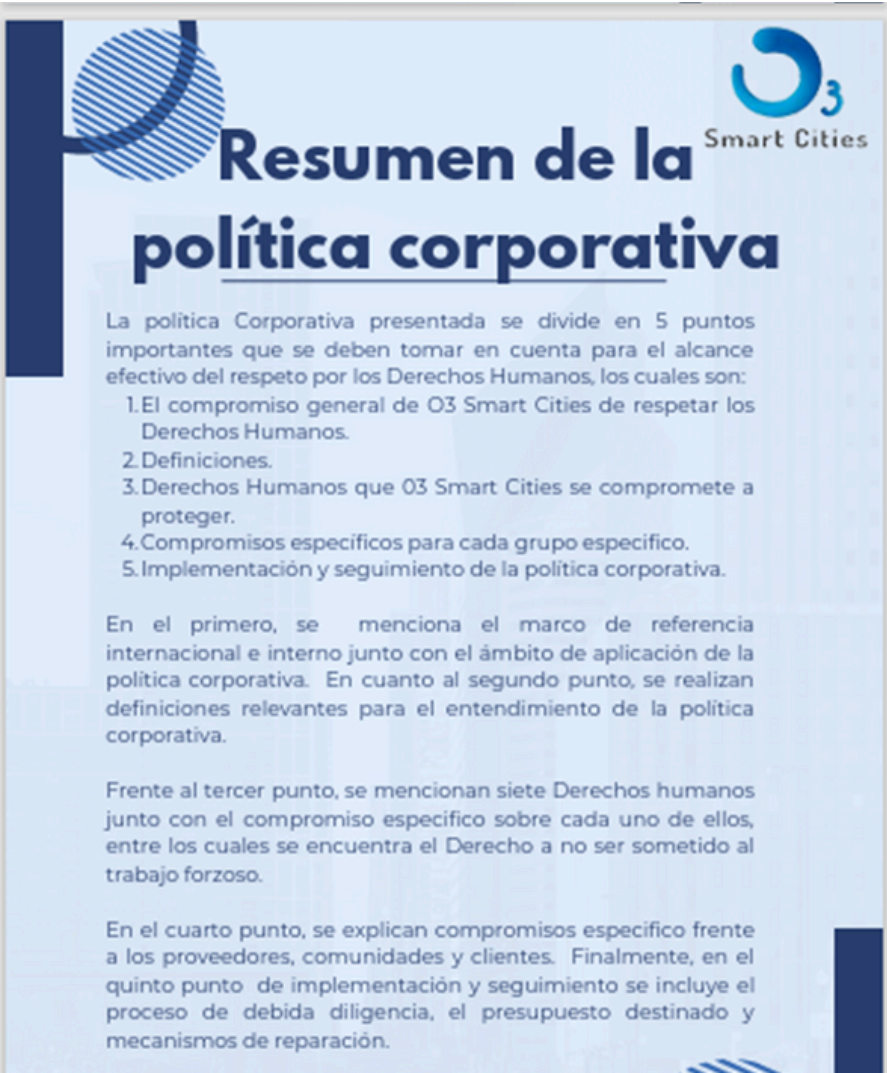 O3
Smart Cities
Resumen de la
política corporativa
La política Corporativa presentada se divide en 5 puntos
importantes que se deben tomar en cuenta para el alcance
efectivo del respeto por los Derechos Humanos, los cuales son:
1. El compromiso general de O3 Smart Cities de respetar los
Derechos Humanos.
2. Definiciones.
3. Derechos Humanos que 03 Smart Cities se compromete a
proteger.
4. Compromisos específicos para cada grupo especifico.
5. Implementación y seguimiento de la política corporativa.
En el primero, se menciona el marco de referencia
internacional e interno junto con el ámbito de aplicación de la
política corporativa. En cuanto al segundo punto, se realizan
definiciones relevantes para el entendimiento de la política
corporativa.
Frente al tercer punto, se mencionan siete Derechos humanos
junto con el compromiso especifico sobre cada uno de ellos,
entre los cuales se encuentra el Derecho a no ser sometido al
trabajo forzoso.
En el cuarto punto, se explican compromisos especifico frente
a los proveedores, comunidades y clientes. Finalmente, en el
quinto punto de implementación y seguimiento se incluye el
proceso de debida diligencia, el presupuesto destinado y
mecanismos de reparación.